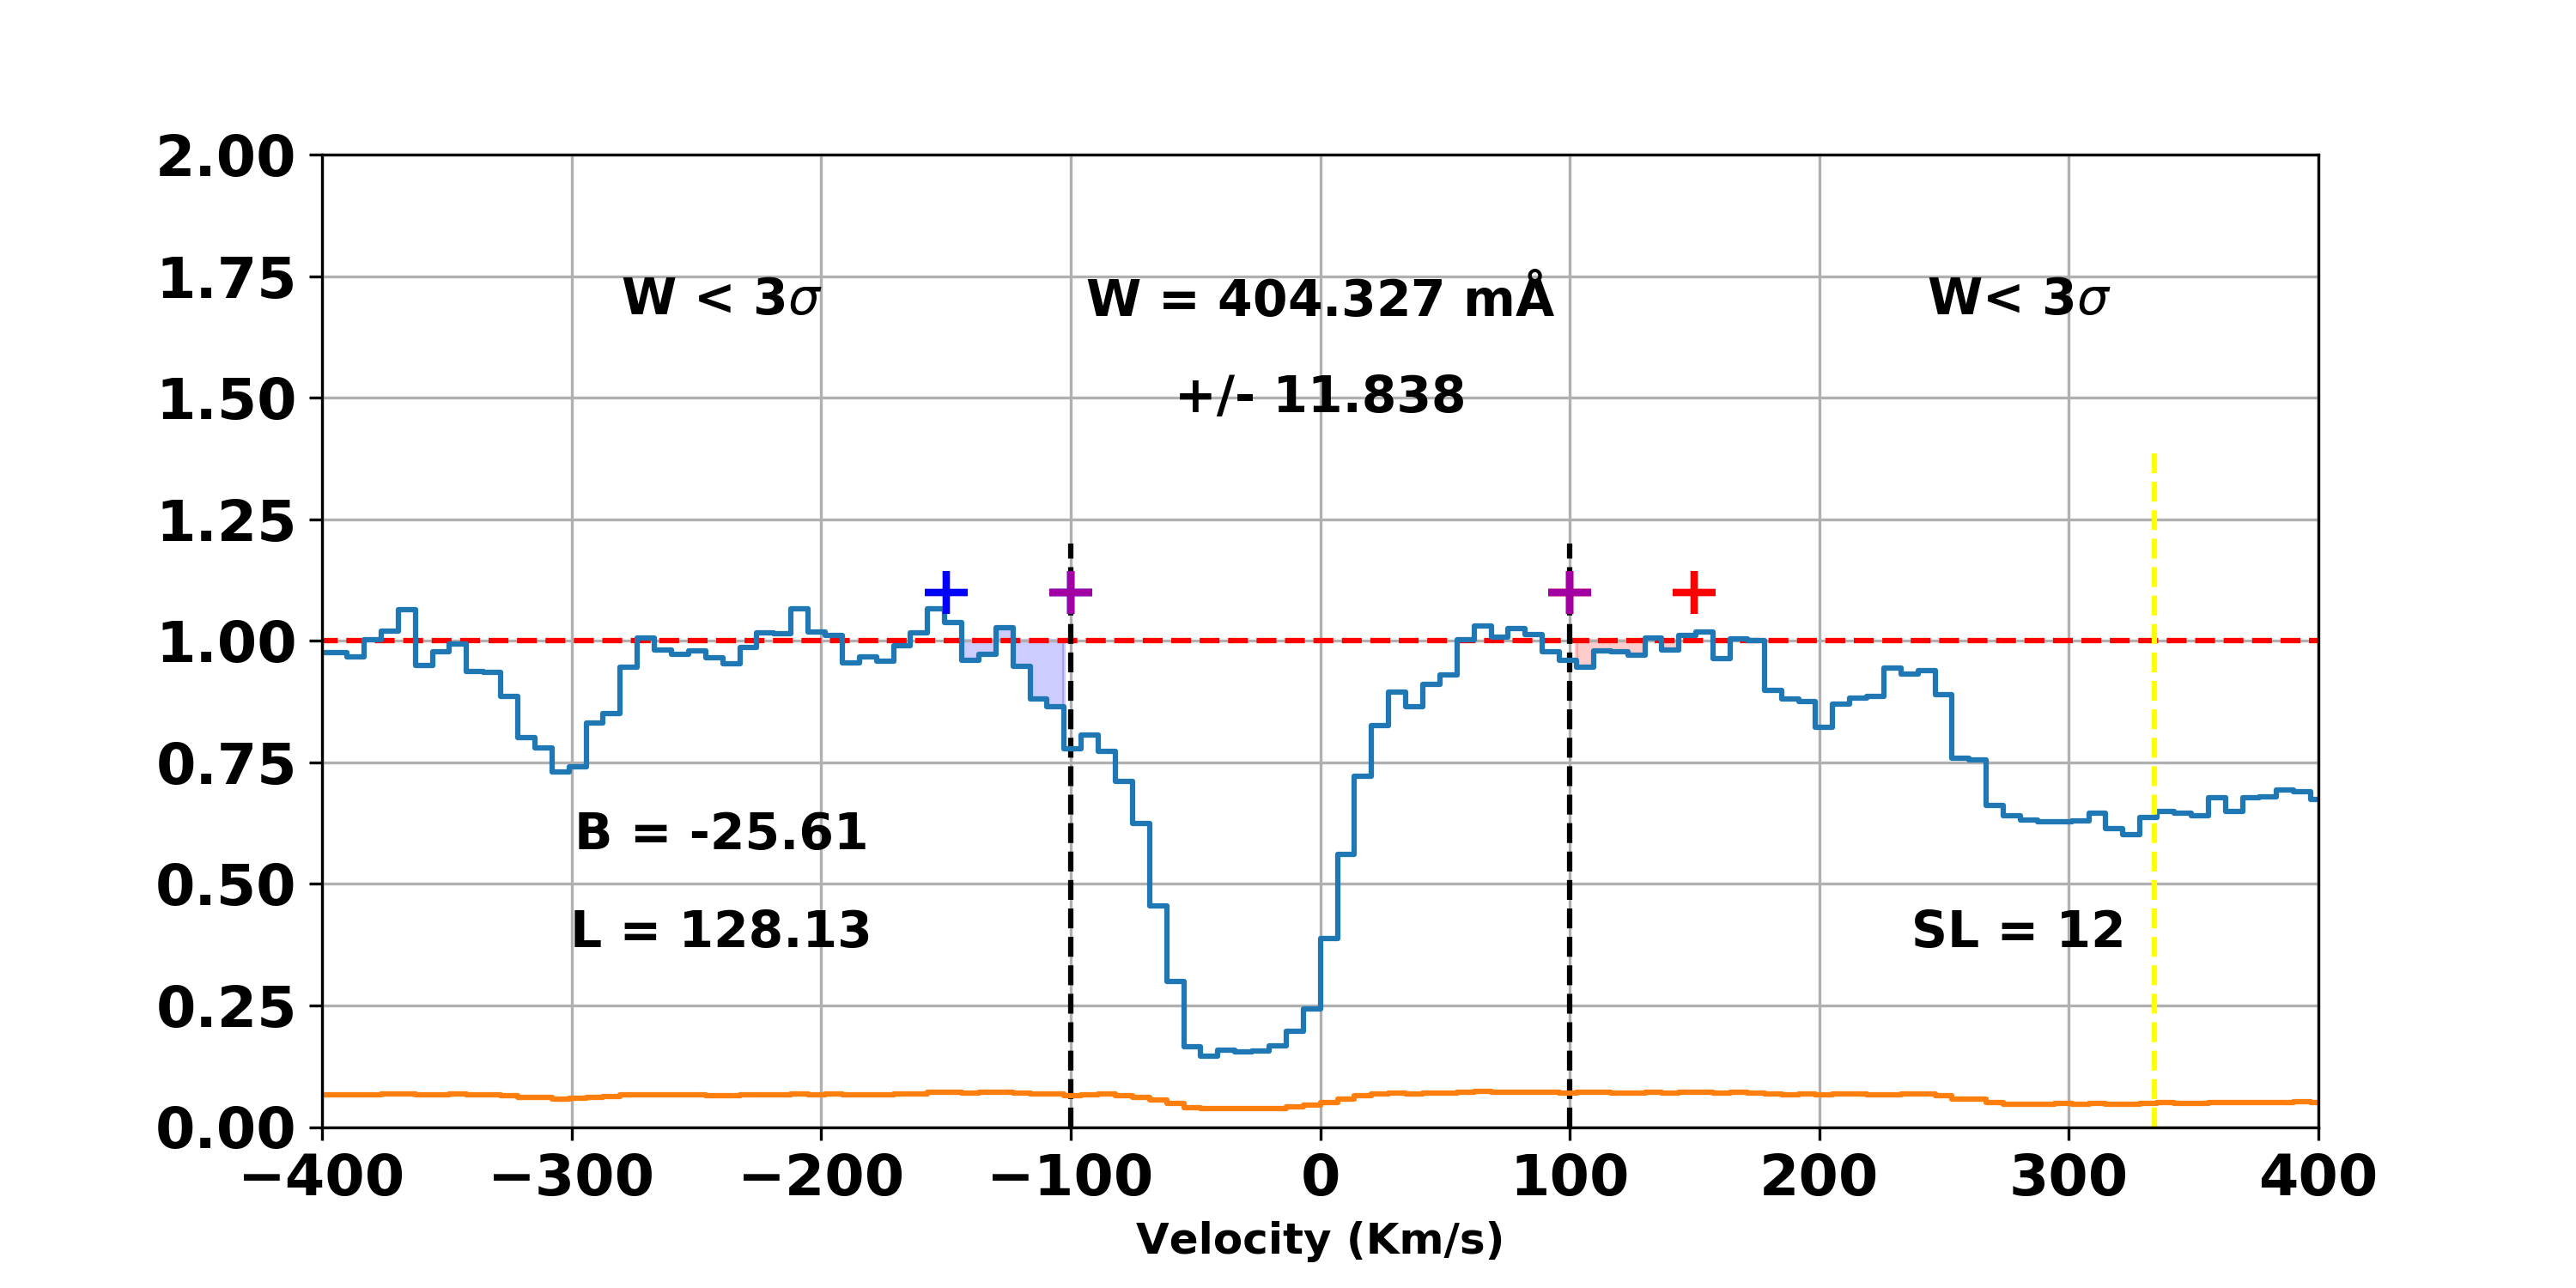 2.00
1.75
W < 3σ W = 404.327 mÅ W< 3σ
1.50
+/- 11.838
1.25
1.00
0.75
B = -25.61
0.50
L = 128.13 SL = 12
0.25
0.00
−400 −300 −200 −100 0 100 200 300 400
Velocity (Km/s)